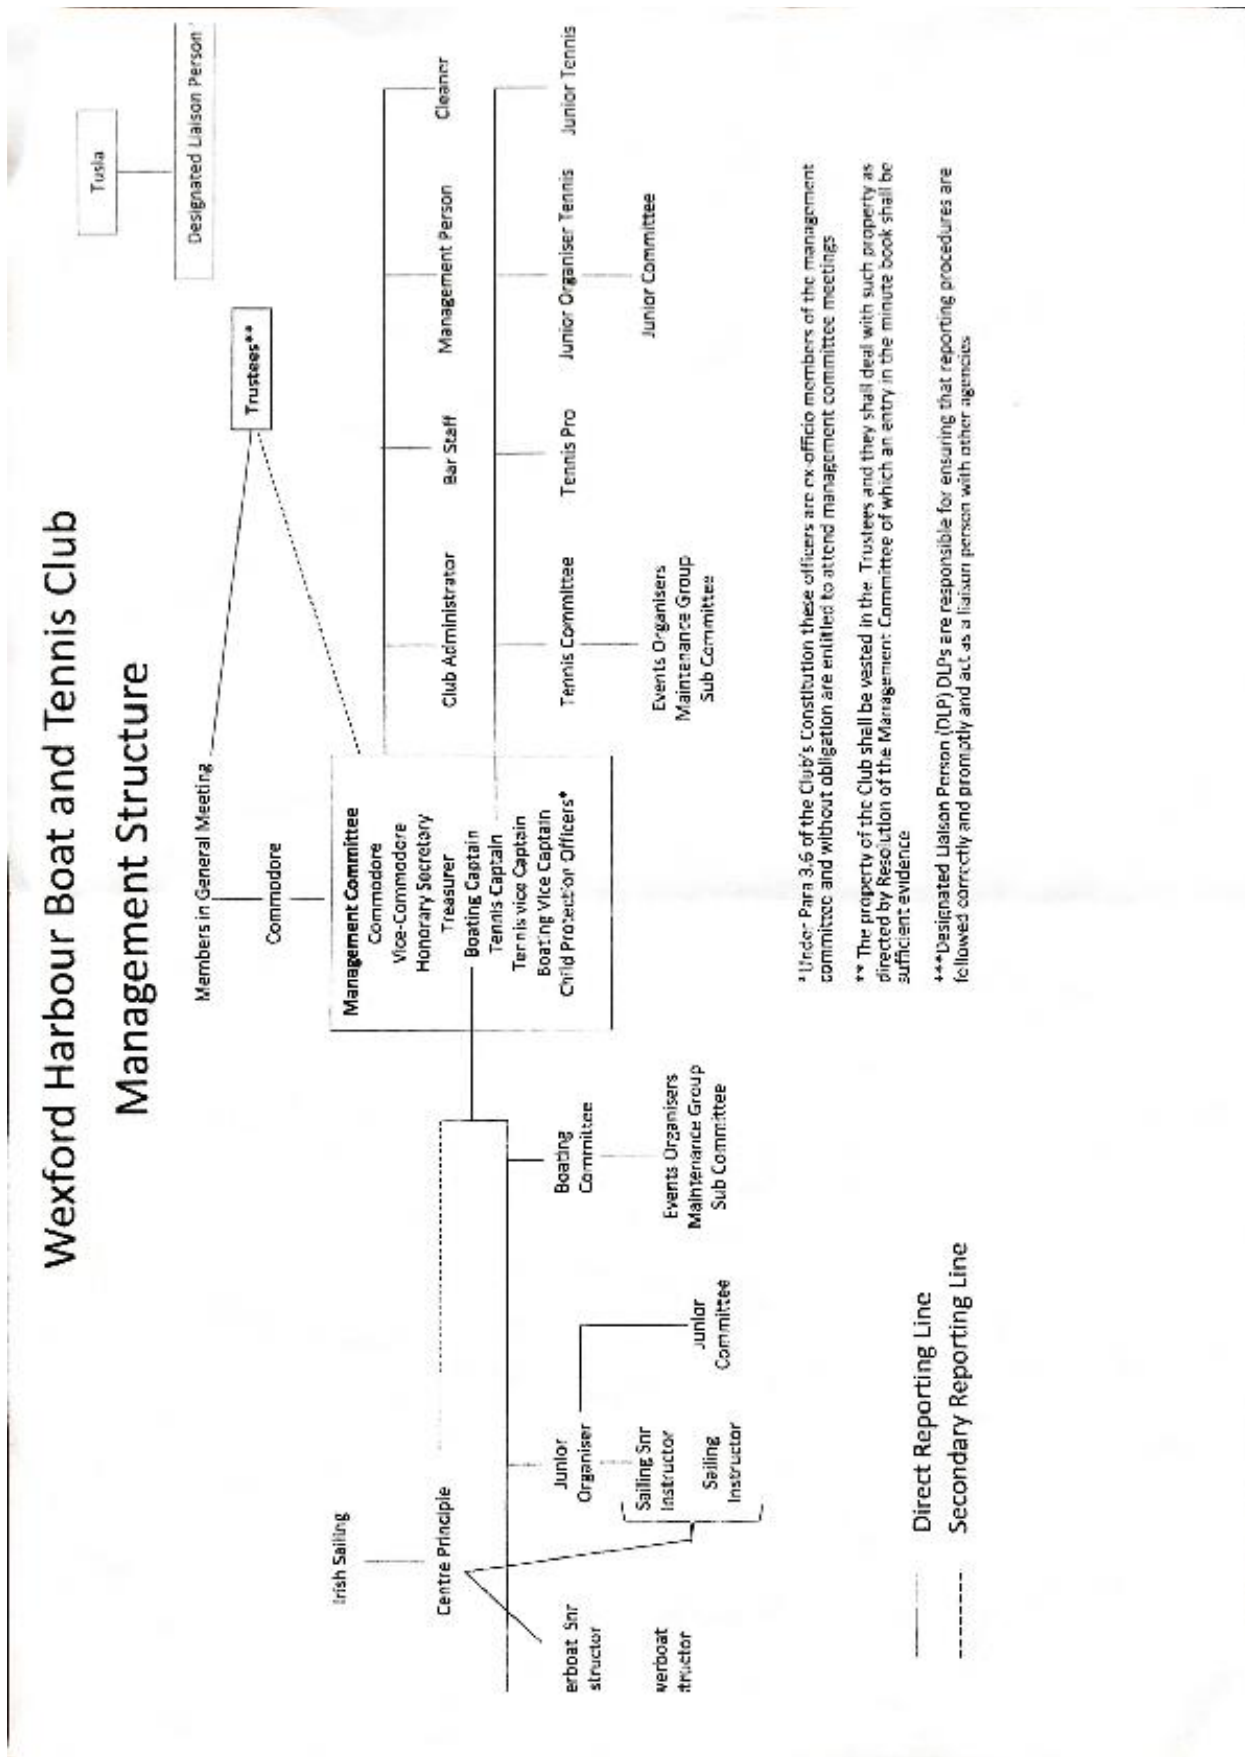 Wexford Harbour Boat and Tennis Club
Management Structure
Tusla
Designated Liaison Person
Members in General Meeting
Trustees**
Commodore
Irish Sailing
Management Committee
Commodore
Vice-Commodore
Honorary Secretary
Treasurer
Boating Captain
Tennis Captain
Tennis vice Captain
Boating Vice Captain
Child Protection Officers*
Centre Principle
Club Administrator
Bar Staff
Management Person
Cleaner
erboat Snr
structor
Junior
Organiser
Boating
Committee
Tennis Committee
Tennis Pro
Junior Organiser Tennis
Junior Tennis
werboat
tructor
Sailing Snr
Instructor
Sailing
Instructor
Junior
Committee
Events Organisers
Maintenance Group
Sub Committee
Events Organisers
Maintenance Group
Sub Committee
Junior Committee
* Under Para 3.6 of the Club's Constitution these officers are ex-officio members of the management
committee and without obligation are entitled to attend management committee meetings
** The property of the Club shall be vested in the Trustees and they shall deal with such property as
directed by Resolution of the Management Committee of which an entry in the minute book shall be
sufficient evidence
***Designated Liaison Person (DLP) DLPs are responsible for ensuring that reporting procedures are
followed correctly and promptly and act as a liaison person with other agencies
Direct Reporting Line
Secondary Reporting Line